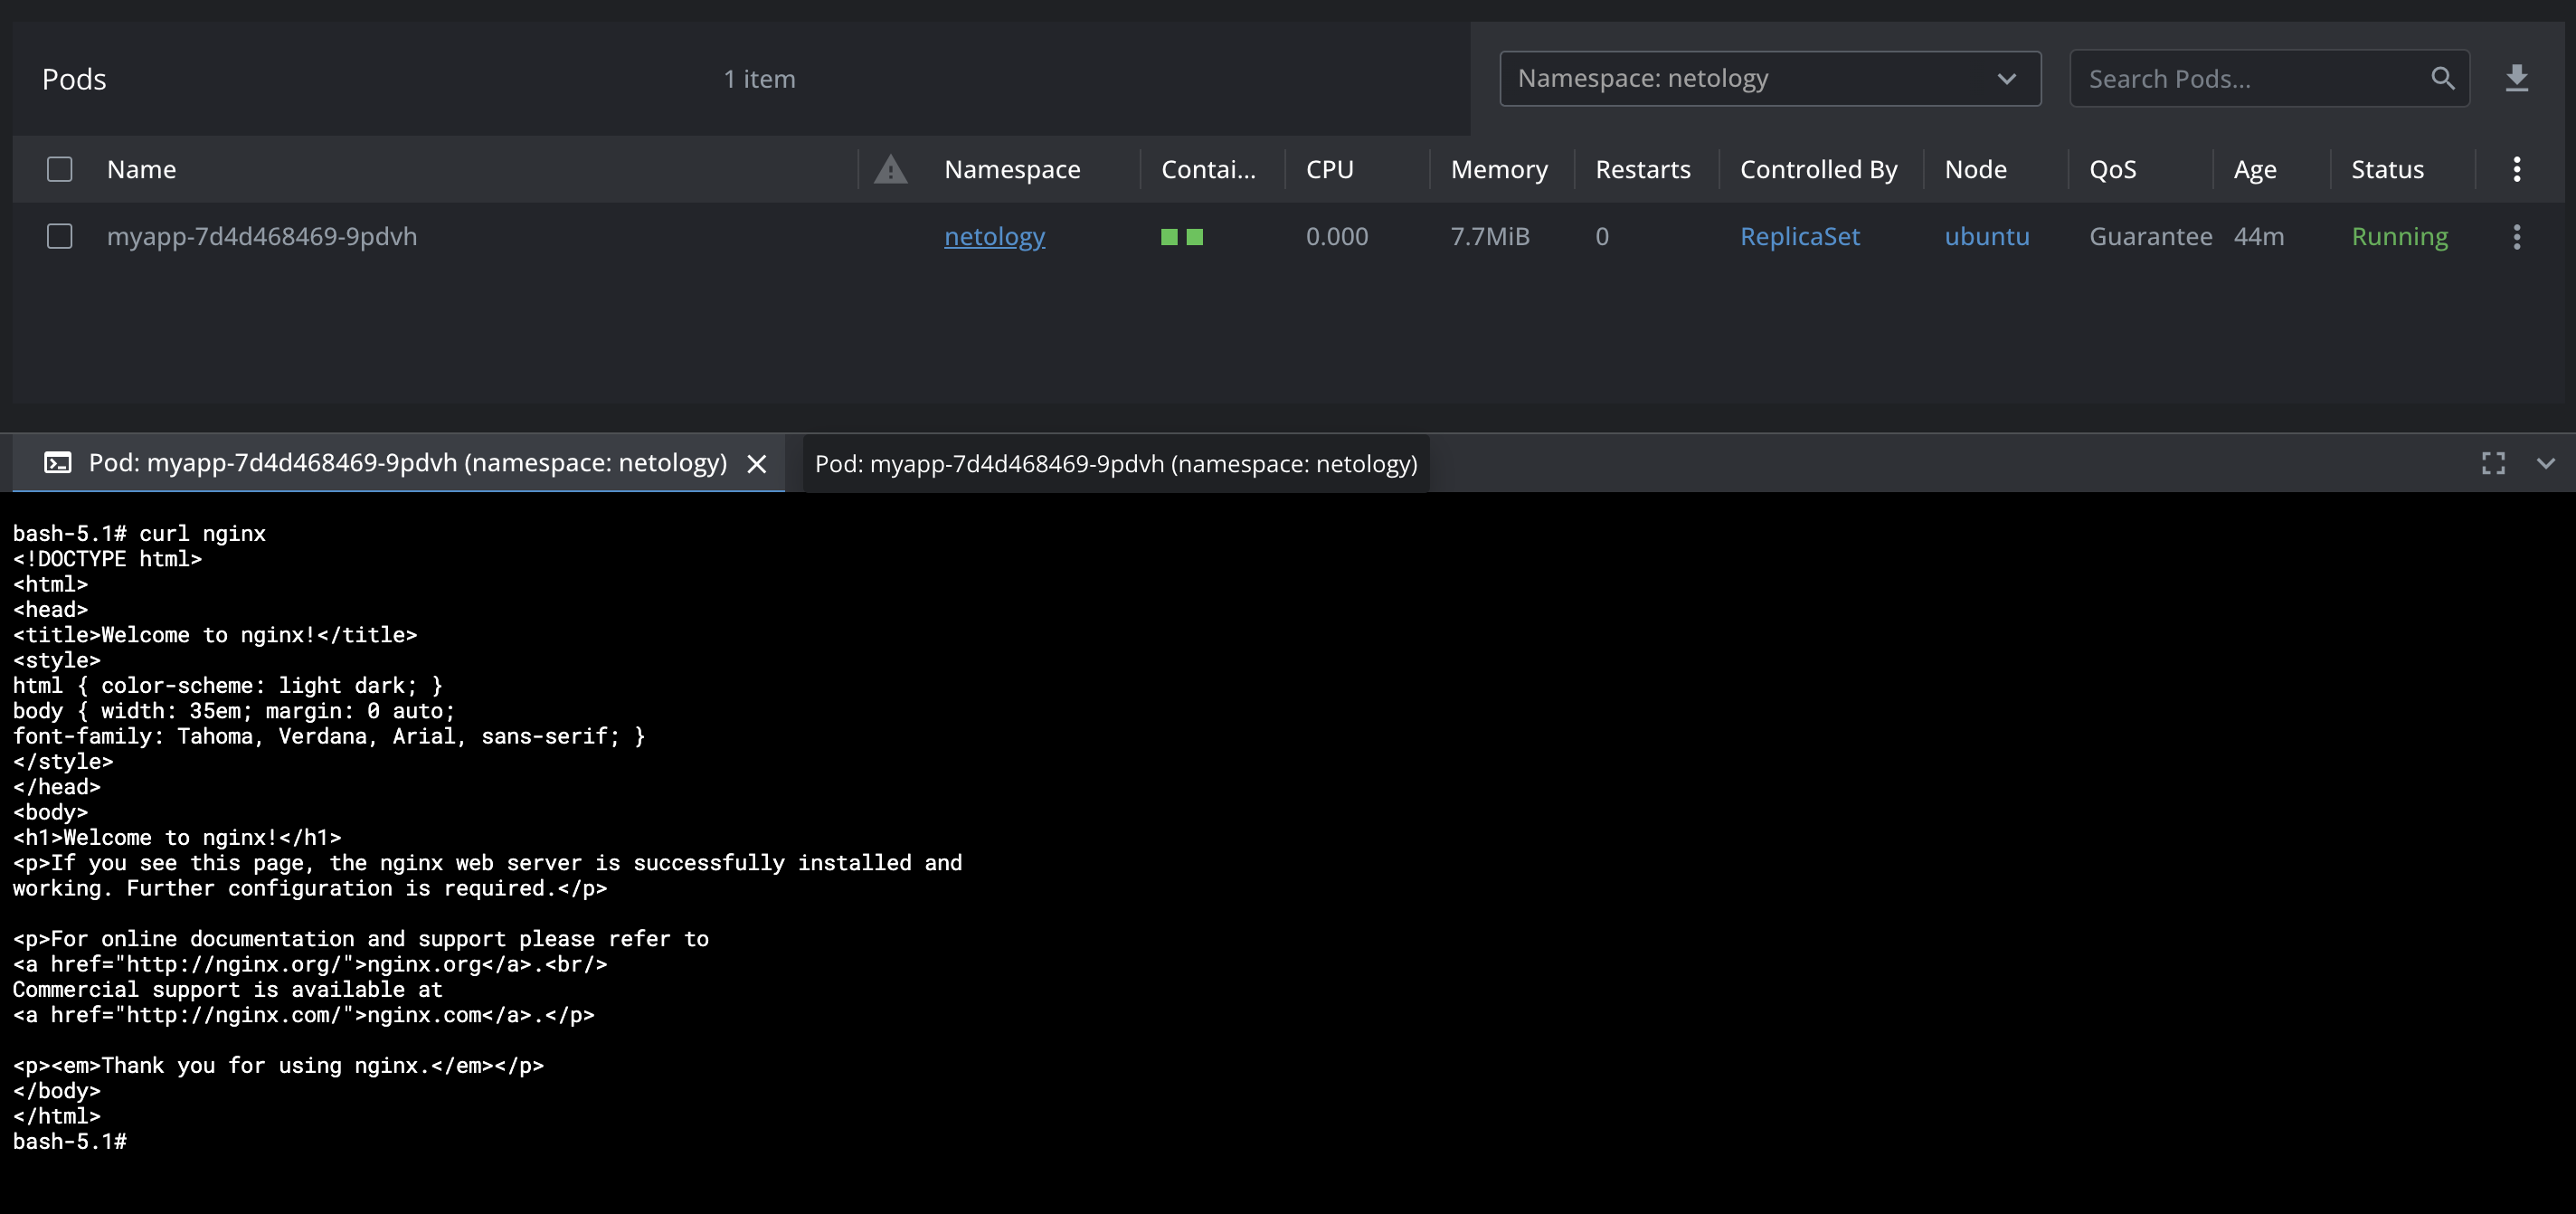 Pods 1 item Namespace: netology Search Pods...
Name Namespace Contai... CPU Memory Restarts Controlled By Node QoS Age Status
myapp-7d4d468469-9pdvh netology 0.000 7.7MiB 0 ReplicaSet ubuntu Guarantee 44m Running
Pod: myapp-7d4d468469-9pdvh (namespace: netology) Pod: myapp-7d4d468469-9pdvh (namespace: netology)
bash-5.1# curl nginx
<!DOCTYPE html>
<html>
<head>
<title>Welcome to nginx!</title>
<style>
html { color-scheme: light dark; }
body { width: 35em; margin: 0 auto;
font-family: Tahoma, Verdana, Arial, sans-serif; }
</style>
</head>
<body>
<h1>Welcome to nginx!</h1>
<p>If you see this page, the nginx web server is successfully installed and
working. Further configuration is required.</p>
<p>For online documentation and support please refer to
<a href="http://nginx.org/">nginx.org</a>.<br/>
Commercial support is available at
<a href="http://nginx.com/">nginx.com</a>.</p>
<p><em>Thank you for using nginx.</em></p>
</body>
</html>
bash-5.1#